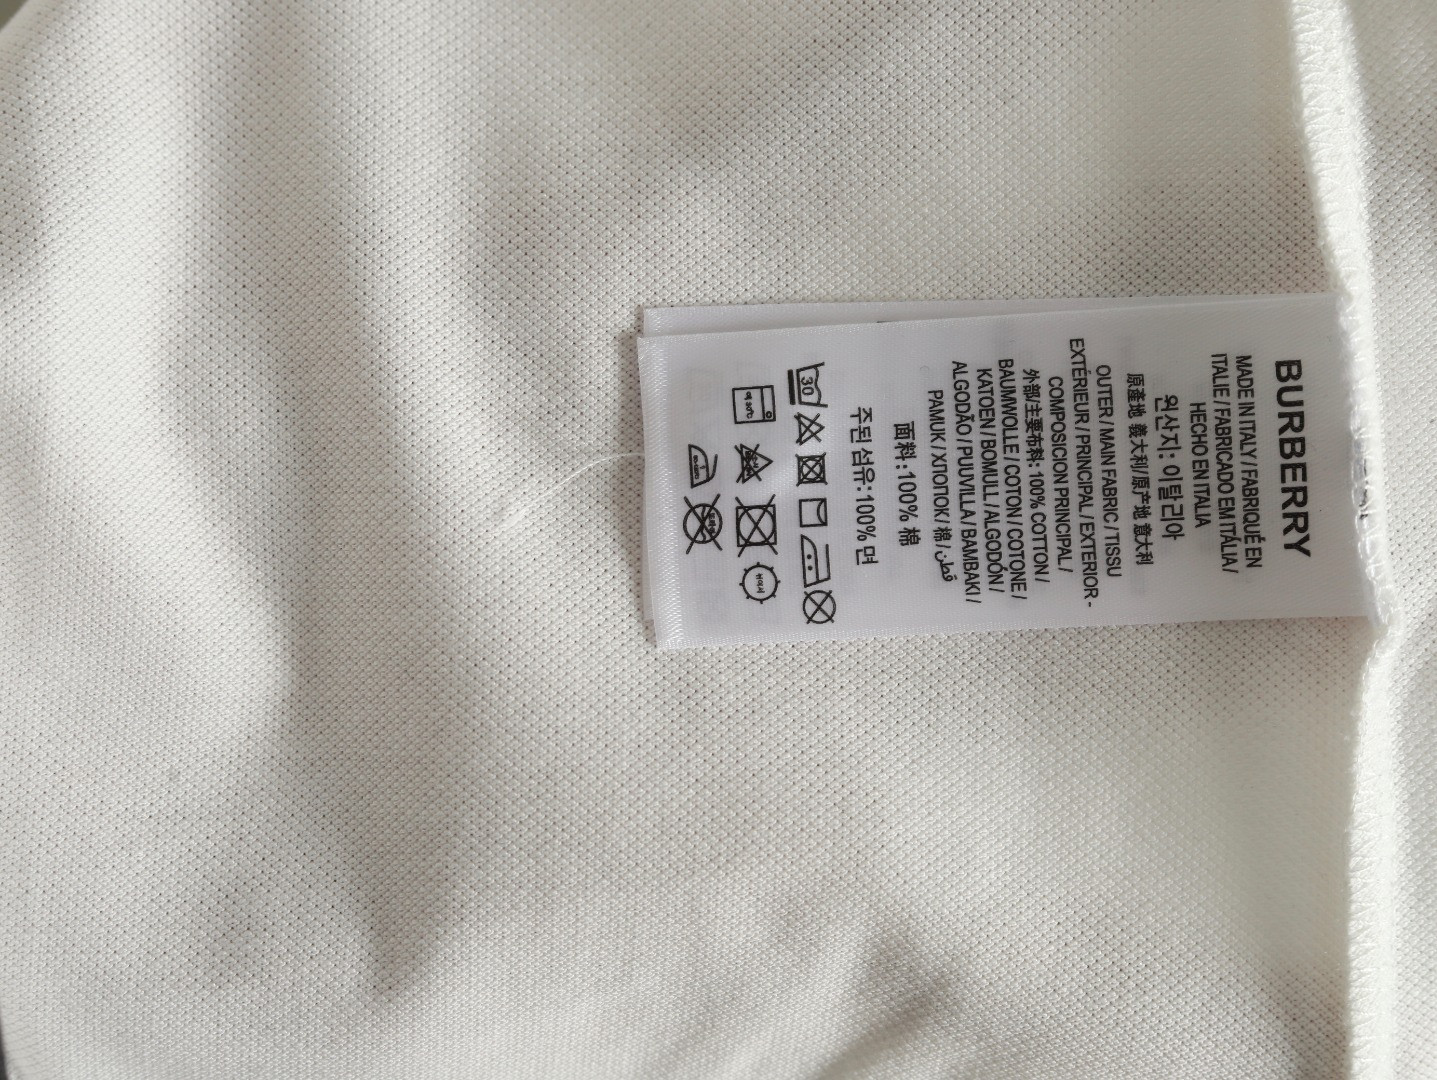 BURBERRY
MADE IN ITALY / FABRIQUÉ EN
ITALIE / FABRICADO EM ITÁLIA /
HECHO EN ITALIA
원산지: 이탈리아
原產地 義大利/原产地 意大利
OUTER / MAIN FABRIC / TISSU
EXTÉRIEUR / PRINCIPAL / EXTERIOR -
COMPOSICION PRINCIPAL /
外部/主要布料: 100% COTTON /
BAUMWOLLE / COTON / COTONE /
KATOEN / BOMULL / ALGODÓN /
ALGODÃO / PUUVILLA / BAMBAKI /
PAMUK / ХЛОПОК / 棉 / قطن
面料:100% 棉
주된 섬유:100% 면
30